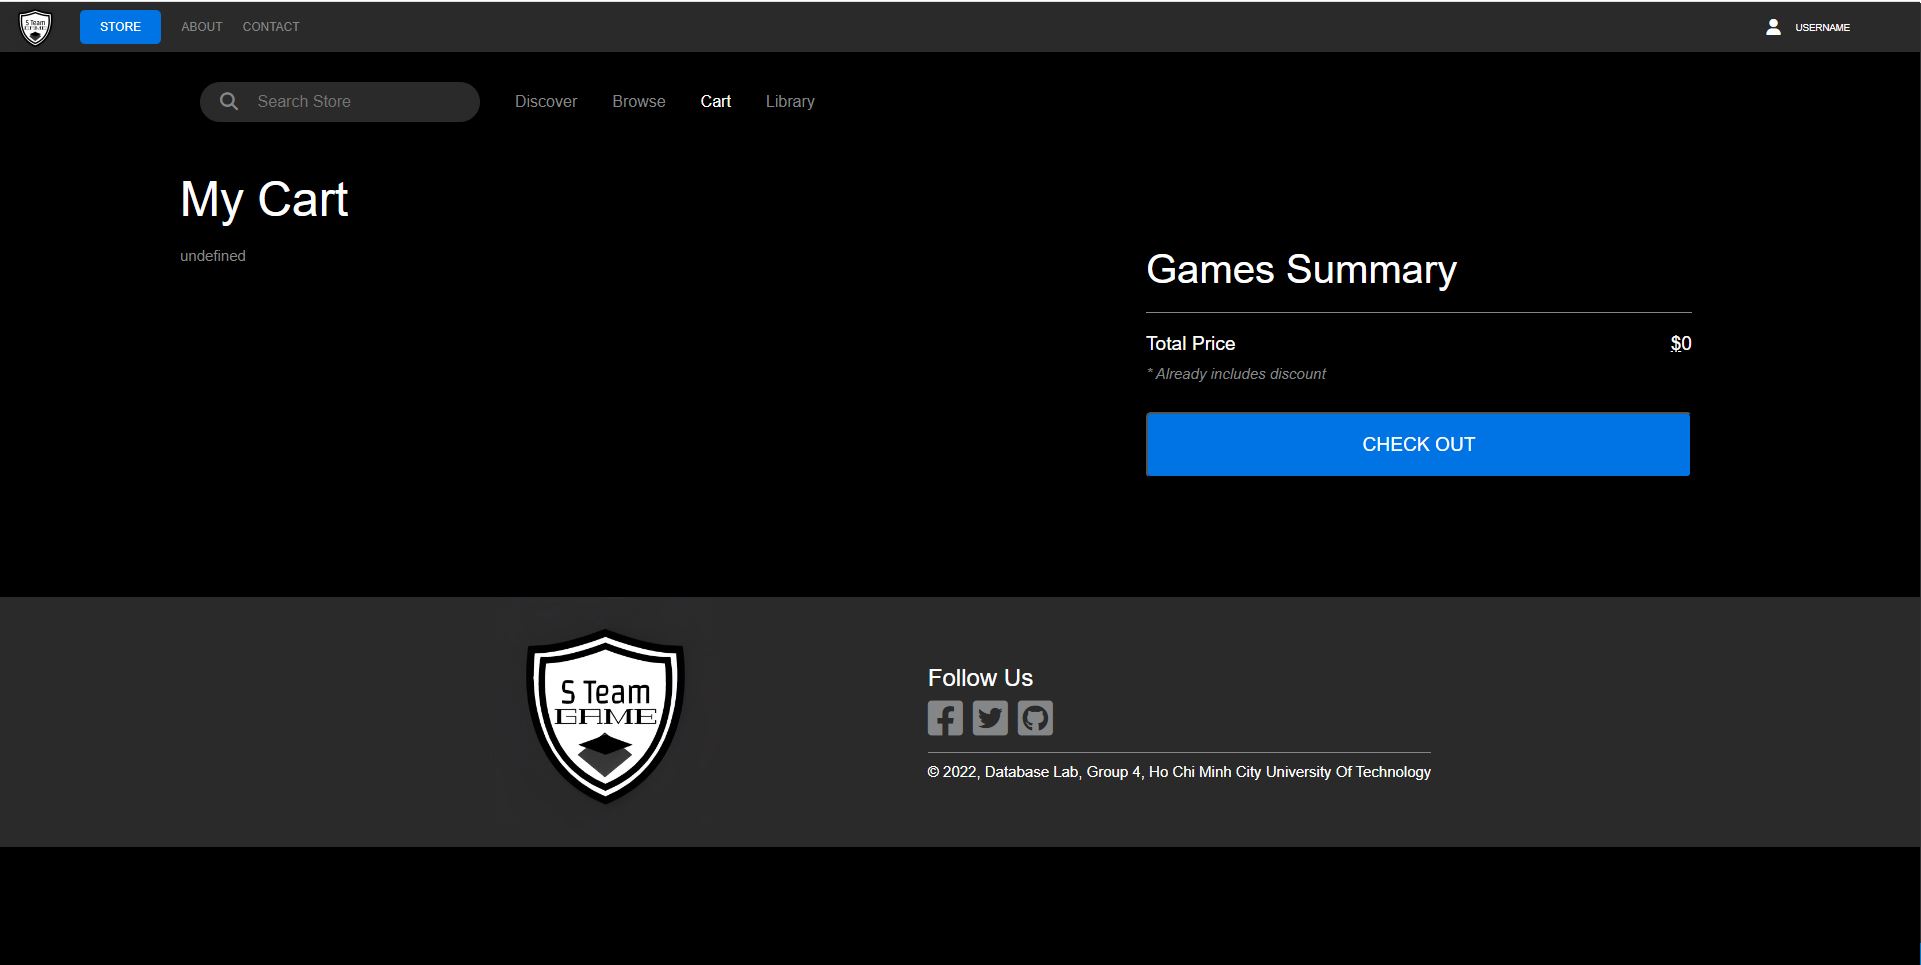 S Team
GAME
STORE ABOUT CONTACT
USERNAME
Search Store
Discover Browse Cart Library
My Cart
undefined
Games Summary
Total Price $0
* Already includes discount
CHECK OUT
S Team
GAME
Follow Us
© 2022, Database Lab, Group 4, Ho Chi Minh City University Of Technology